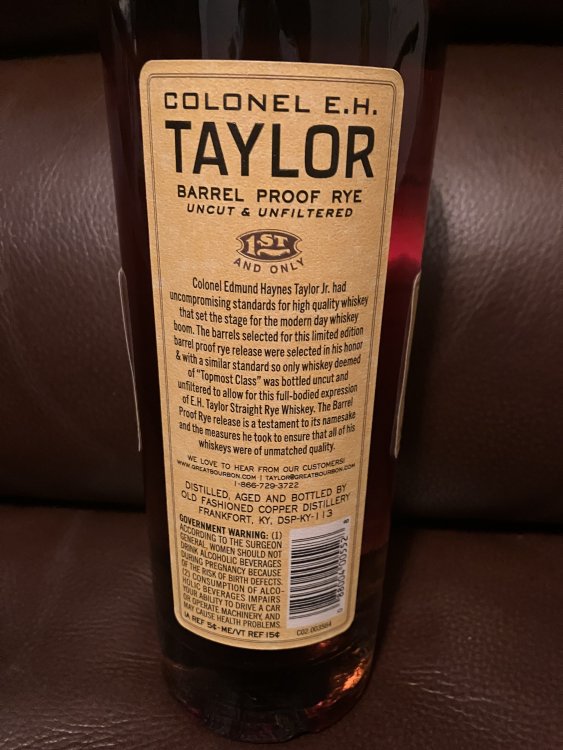 COLONEL E.H.
TAYLOR
BARREL PROOF RYE
UNCUT & UNFILTERED
1ST
AND ONLY
Colonel Edmund Haynes Taylor Jr. had
uncompromising standards for high quality whiskey
that set the stage for the modern day whiskey
boom. The barrels selected for this limited edition
barrel proof rye release were selected in his honor
& with a similar standard so only whiskey deemed
of “Topmost Class” was bottled uncut and
unfiltered to allow for this full-bodied expression
of E.H. Taylor Straight Rye Whiskey. The Barrel
Proof Rye release is a testament to its namesake
and the measures he took to ensure that all of his
whiskeys were of unmatched quality.
WE LOVE TO HEAR FROM OUR CUSTOMERS!
WWW.GREATBOURBON.COM | TAYLOR@GREATBOURBON.COM
1-866-729-3722
DISTILLED, AGED AND BOTTLED BY
OLD FASHIONED COPPER DISTILLERY
FRANKFORT, KY, DSP-KY-113
GOVERNMENT WARNING: (1)
ACCORDING TO THE SURGEON
GENERAL, WOMEN SHOULD NOT
DRINK ALCOHOLIC BEVERAGES
DURING PREGNANCY BECAUSE
OF THE RISK OF BIRTH DEFECTS.
(2) CONSUMPTION OF ALCO-
HOLIC BEVERAGES IMPAIRS
YOUR ABILITY TO DRIVE A CAR
OR OPERATE MACHINERY, AND
MAY CAUSE HEALTH PROBLEMS.
IA REF 5¢ · ME/VT REF 15¢
0 88004 00552 8
C02.003564